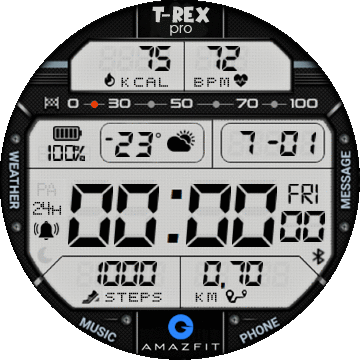 T-REX
pro
75 72
KCAL BPM
0 30 50 70 100
100% -23° 7-01
WEATHER
MESSAGE
PA
24H
00:00 FRI 00
1000 0,70
STEPS KM
MUSIC PHONE
AMAZFIT